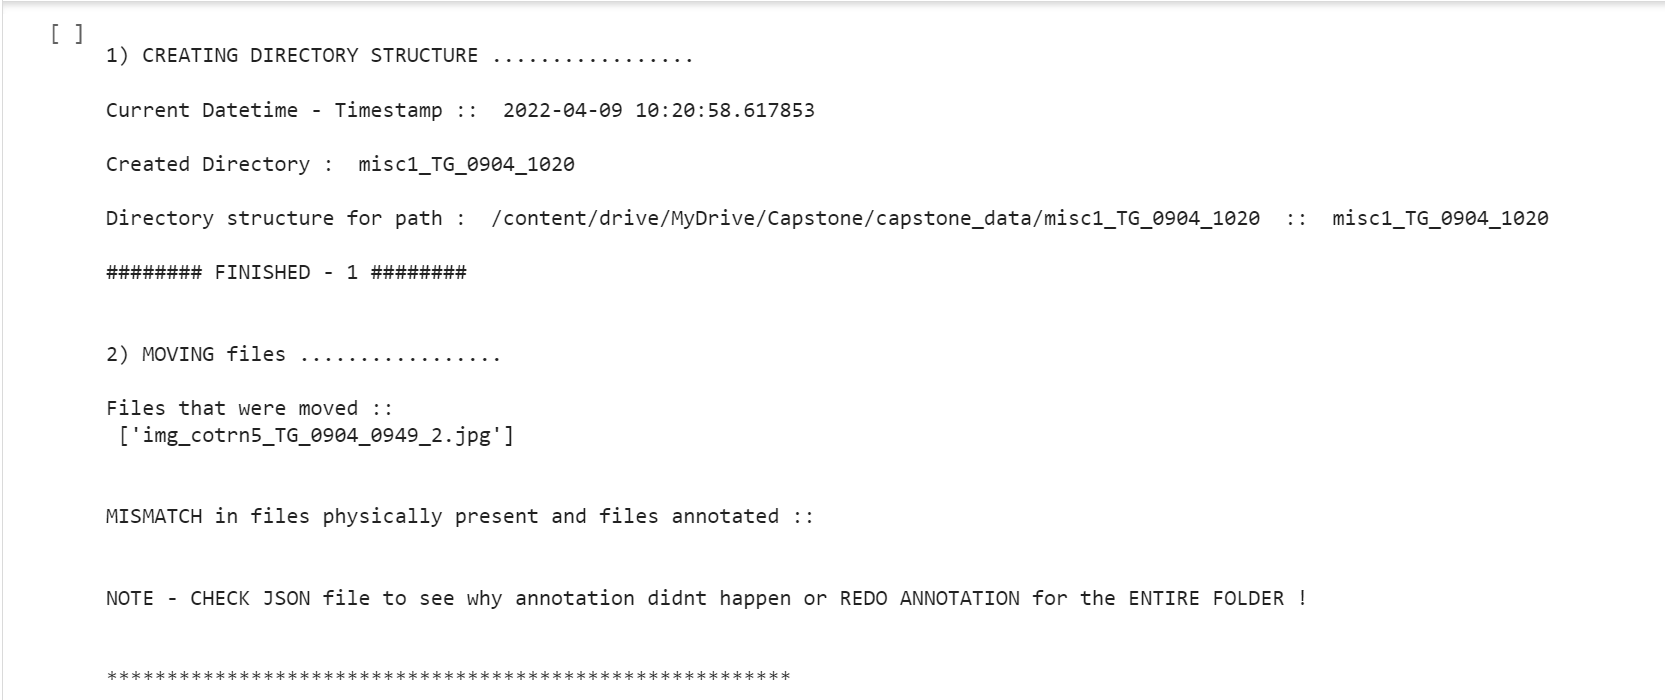 [ ]
1) CREATING DIRECTORY STRUCTURE .................
Current Datetime - Timestamp ::  2022-04-09 10:20:58.617853
Created Directory :  misc1_TG_0904_1020
Directory structure for path :  /content/drive/MyDrive/Capstone/capstone_data/misc1_TG_0904_1020  ::  misc1_TG_0904_1020
######## FINISHED - 1 ########
2) MOVING files .................
Files that were moved ::
['img_cotrn5_TG_0904_0949_2.jpg']
MISMATCH in files physically present and files annotated ::
NOTE - CHECK JSON file to see why annotation didnt happen or REDO ANNOTATION for the ENTIRE FOLDER !
*********************************************************